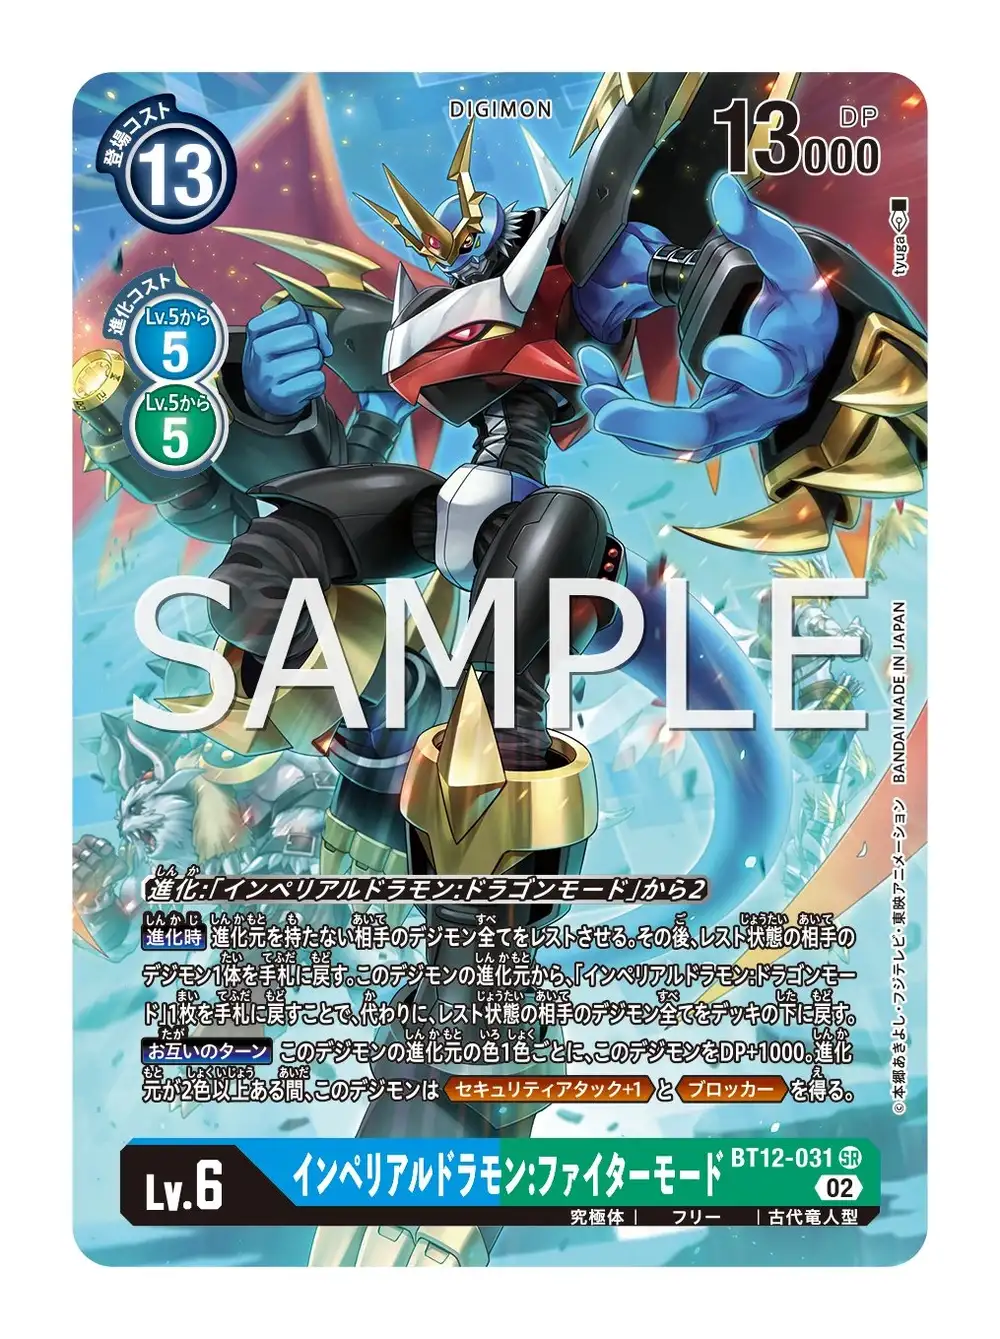 DIGIMON
登場コスト
13
13000
DP
進化コスト
Lv.5から
5
Lv.5から
5
tyuga
SAMPLE
進化:「インペリアルドラモン:ドラゴンモード」から2
進化時 進化元を持たない相手のデジモン全てをレストさせる。その後、レスト状態の相手の
デジモン1体を手札に戻す。このデジモンの進化元から、「インペリアルドラモン:ドラゴンモー
ド」1枚を手札に戻すことで、代わりに、レスト状態の相手のデジモン全てをデッキの下に戻す。
お互いのターン このデジモンの進化元の色1色ごとに、このデジモンをDP+1000。進化
元が2色以上ある間、このデジモンは セキュリティアタック+1 と ブロッカー を得る。
©本郷あきよし・フジテレビ・東映アニメーション BANDAI MADE IN JAPAN
Lv.6
インペリアルドラモン:ファイターモード
BT12-031 SR
02
究極体 | フリー | 古代竜人型